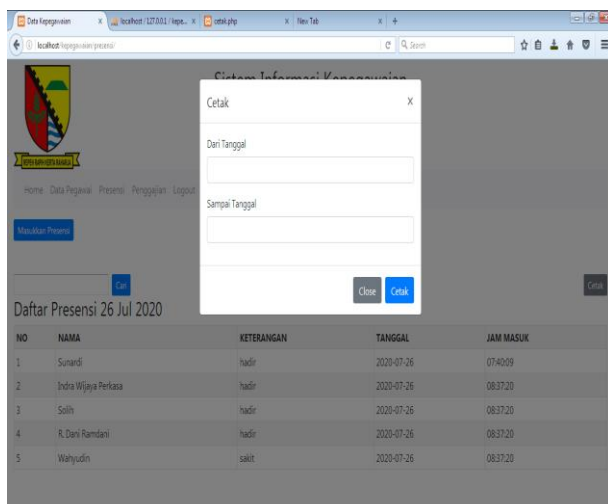 Data Kepegawaian
localhost / 127.0.0.1 / kepe...
cetak.php
New Tab
localhost/kepegawaian/presensi/
Search
Sistem Informasi Kepegawaian
Cetak X
Dari Tanggal
Sampai Tanggal
Close Cetak
Home Data Pegawai Presensi Penggajian Logout
Masukkan Presensi
Cari
Cetak
Daftar Presensi 26 Jul 2020
NO NAMA KETERANGAN TANGGAL JAM MASUK
1 Sunardi hadir 2020-07-26 07:40:09
2 Indra Wijaya Perkasa hadir 2020-07-26 08:37:20
3 Solih hadir 2020-07-26 08:37:20
4 R. Dani Ramdani hadir 2020-07-26 08:37:20
5 Wahyudin sakit 2020-07-26 08:37:20